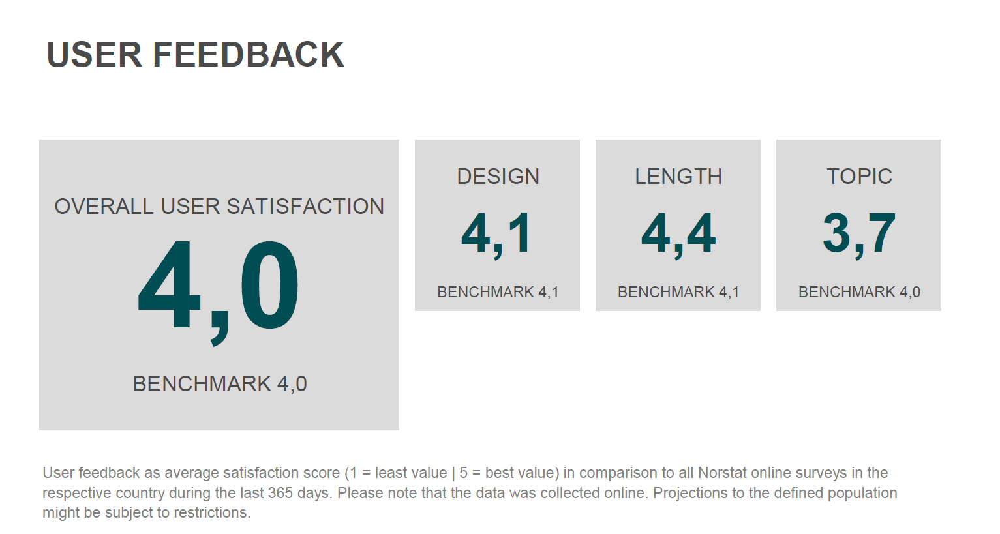 USER FEEDBACK
OVERALL USER SATISFACTION
4,0
BENCHMARK 4,0
DESIGN
4,1
BENCHMARK 4,1
LENGTH
4,4
BENCHMARK 4,1
TOPIC
3,7
BENCHMARK 4,0
User feedback as average satisfaction score (1 = least value | 5 = best value) in comparison to all Norstat online surveys in the
respective country during the last 365 days. Please note that the data was collected online. Projections to the defined population
might be subject to restrictions.